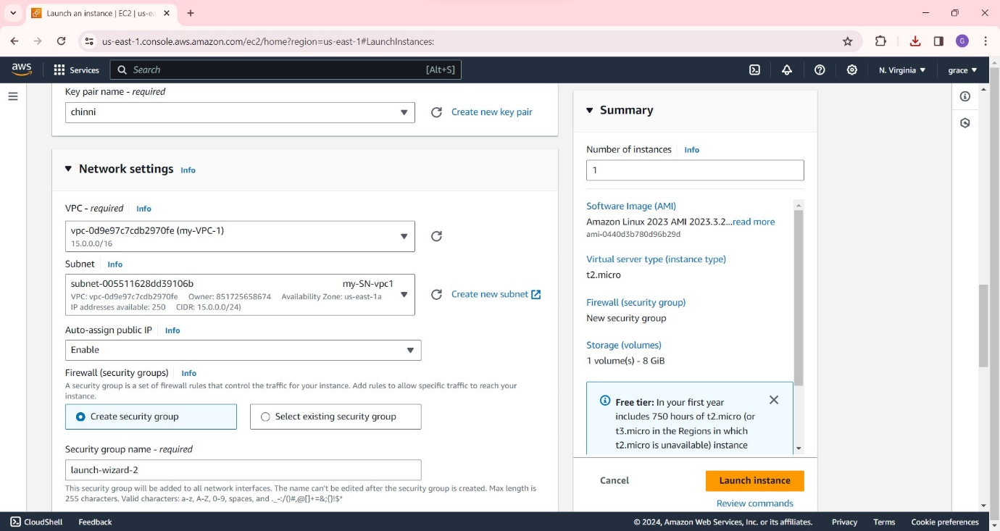 Launch an instance | EC2 | us-ea
us-east-1.console.aws.amazon.com/ec2/home?region=us-east-1#LaunchInstances:
G
aws
Services
Search
[Alt+S]
N. Virginia
grace
Key pair name - required
chinni
Create new key pair
Network settings Info
VPC - required Info
vpc-0d9e97c7cdb2970fe (my-VPC-1)
15.0.0.0/16
Subnet Info
subnet-005511628dd39106b my-SN-vpc1
VPC: vpc-0d9e97c7cdb2970fe Owner: 851725658674 Availability Zone: us-east-1a
IP addresses available: 250 CIDR: 15.0.0.0/24)
Create new subnet
Auto-assign public IP Info
Enable
Firewall (security groups) Info
A security group is a set of firewall rules that control the traffic for your instance. Add rules to allow specific traffic to reach your
instance.
Create security group
Select existing security group
Security group name - required
launch-wizard-2
This security group will be added to all network interfaces. The name can't be edited after the security group is created. Max length is
255 characters. Valid characters: a-z, A-Z, 0-9, spaces, and ._-:/()#,@[]+=&;{}!$*
Summary
Number of instances Info
1
Software Image (AMI)
Amazon Linux 2023 AMI 2023.3.2...read more
ami-0440d3b780d96b29d
Virtual server type (instance type)
t2.micro
Firewall (security group)
New security group
Storage (volumes)
1 volume(s) - 8 GiB
Free tier: In your first year
includes 750 hours of t2.micro (or
t3.micro in the Regions in which
t2.micro is unavailable) instance
Cancel
Launch instance
Review commands
CloudShell
Feedback
© 2024, Amazon Web Services, Inc. or its affiliates.
Privacy
Terms
Cookie preferences